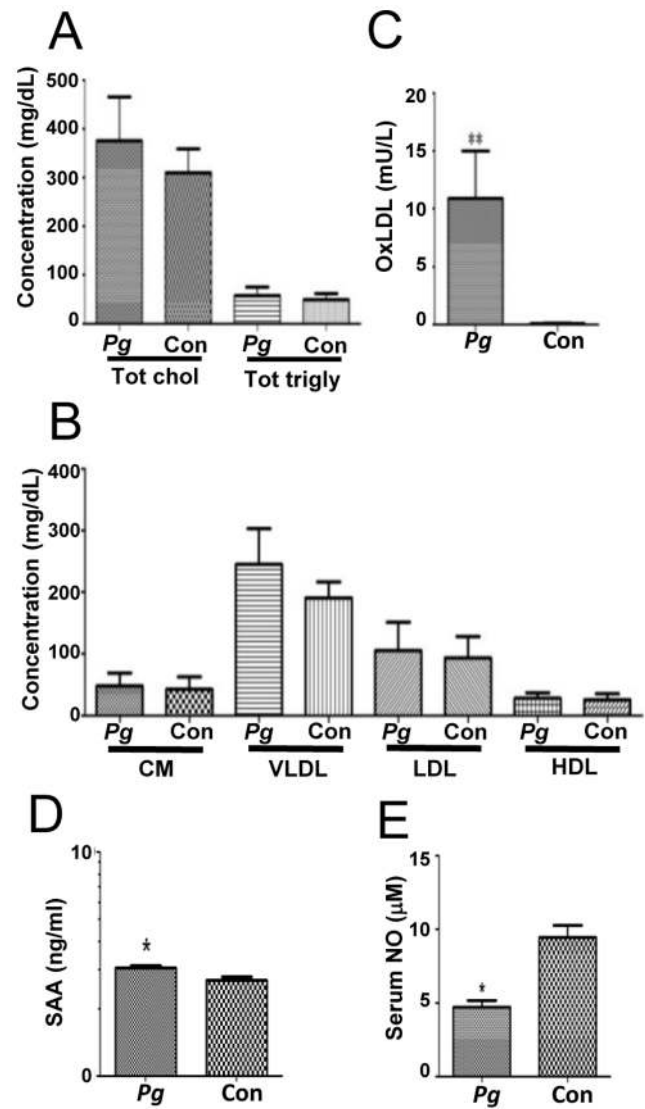 A
Concentration (mg/dL)
500
400
300
200
100
0
Pg Con Pg Con
Tot chol Tot trigly
C
OxLDL (mU/L)
20
15
10
5
0
‡‡
Pg Con
B
Concentration (mg/dL)
400
300
200
100
0
Pg Con Pg Con Pg Con Pg Con
CM VLDL LDL HDL
D
SAA (ng/ml)
10
0
*
Pg Con
E
Serum NO (μM)
15
10
5
0
*
Pg Con